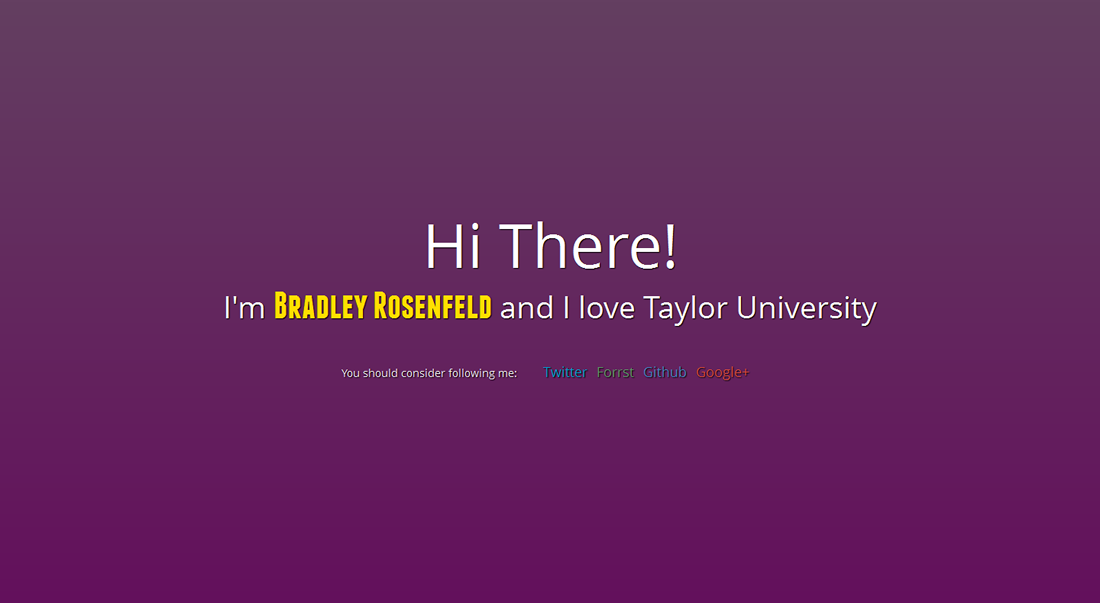 Hi There!
I'm Bradley Rosenfeld and I love Taylor University
You should consider following me: Twitter Forrst Github Google+